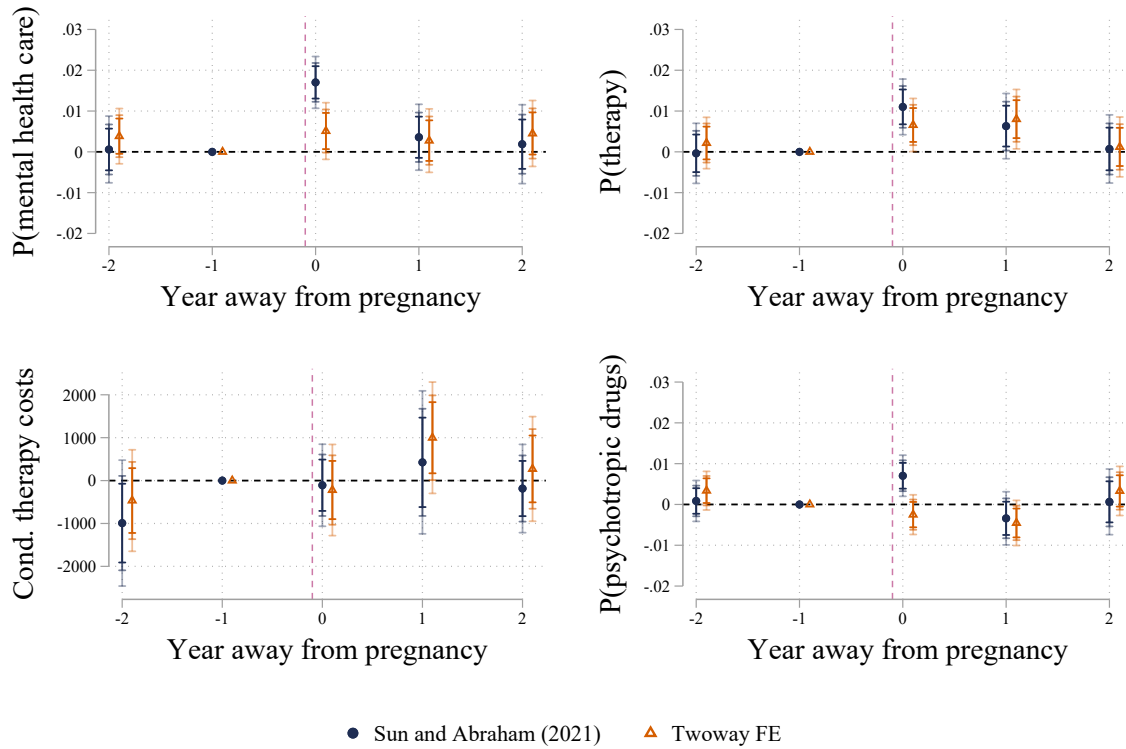 P(mental health care)
.03
.02
.01
0
-.01
-.02
-2 -1 0 1 2
Year away from pregnancy
P(therapy)
.03
.02
.01
0
-.01
-.02
-2 -1 0 1 2
Year away from pregnancy
Cond. therapy costs
2000
1000
0
-1000
-2000
-2 -1 0 1 2
Year away from pregnancy
P(psychotropic drugs)
.03
.02
.01
0
-.01
-.02
-2 -1 0 1 2
Year away from pregnancy
Sun and Abraham (2021) Twoway FE